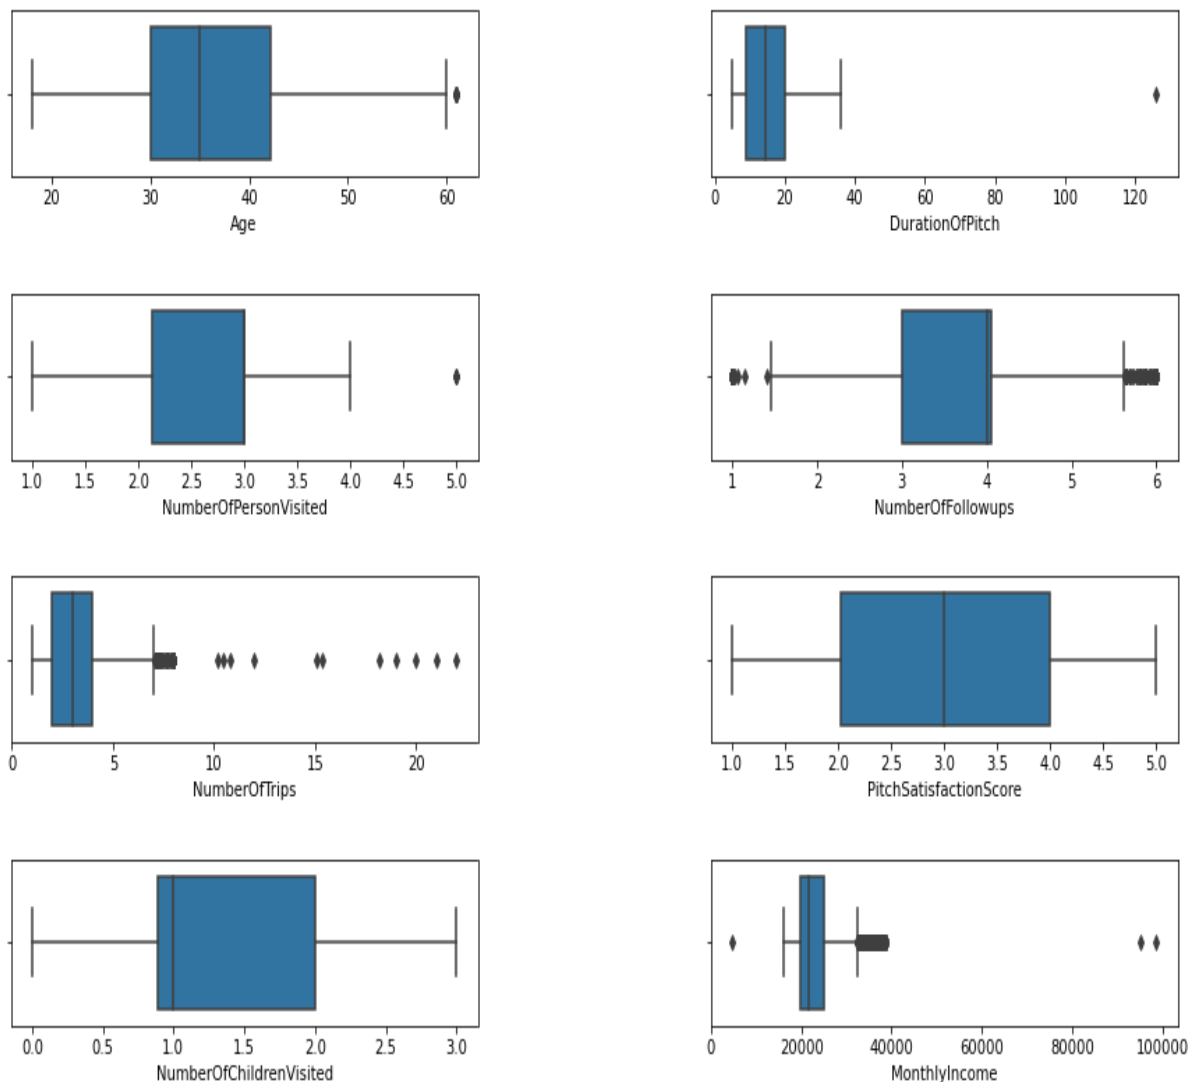 20 30 40 50 60
Age
0 20 40 60 80 100 120
DurationOfPitch
1.0 1.5 2.0 2.5 3.0 3.5 4.0 4.5 5.0
NumberOfPersonVisited
1 2 3 4 5 6
NumberOfFollowups
0 5 10 15 20
NumberOfTrips
1.0 1.5 2.0 2.5 3.0 3.5 4.0 4.5 5.0
PitchSatisfactionScore
0.0 0.5 1.0 1.5 2.0 2.5 3.0
NumberOfChildrenVisited
0 20000 40000 60000 80000 100000
MonthlyIncome